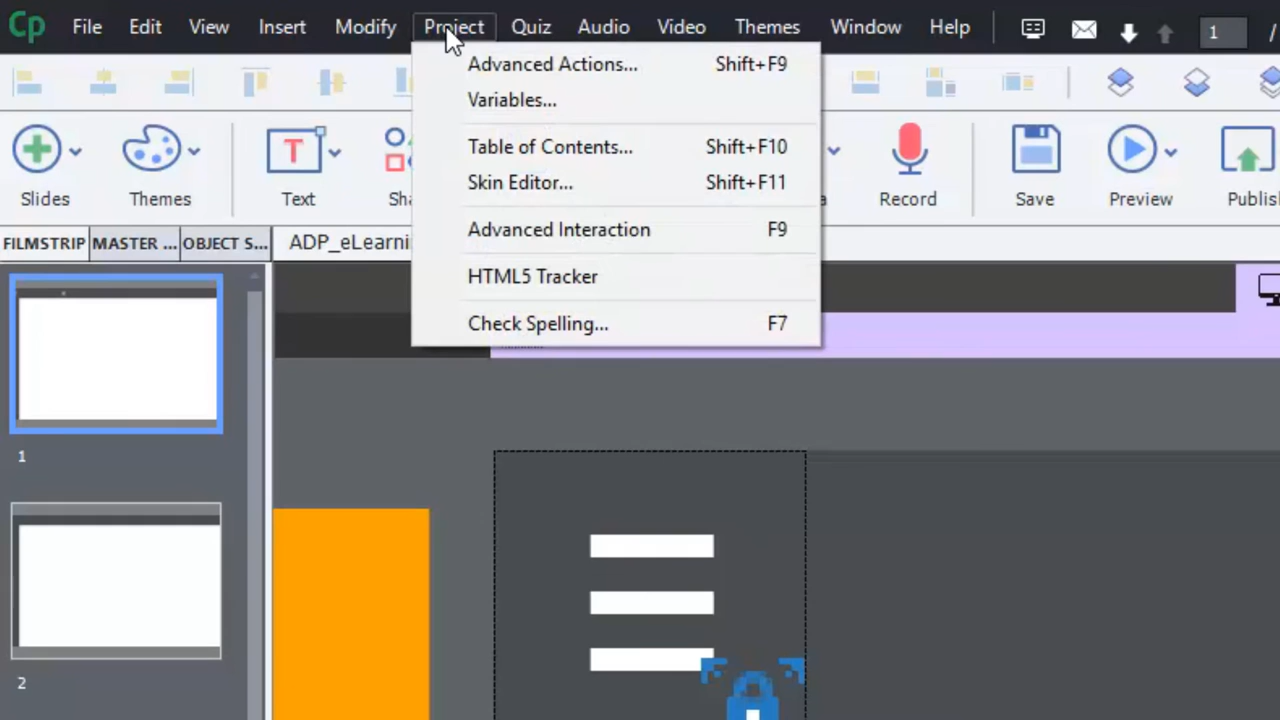 Cp File Edit View Insert Modify Project Quiz Audio Video Themes Window Help 1 /
Advanced Actions... Shift+F9
Variables...
Table of Contents... Shift+F10
Skin Editor... Shift+F11
Advanced Interaction F9
HTML5 Tracker
Check Spelling... F7
Slides Themes T Text Sha a Record Save Preview Publis
FILMSTRIP MASTER ... OBJECT S... ADP_eLearni
1
2